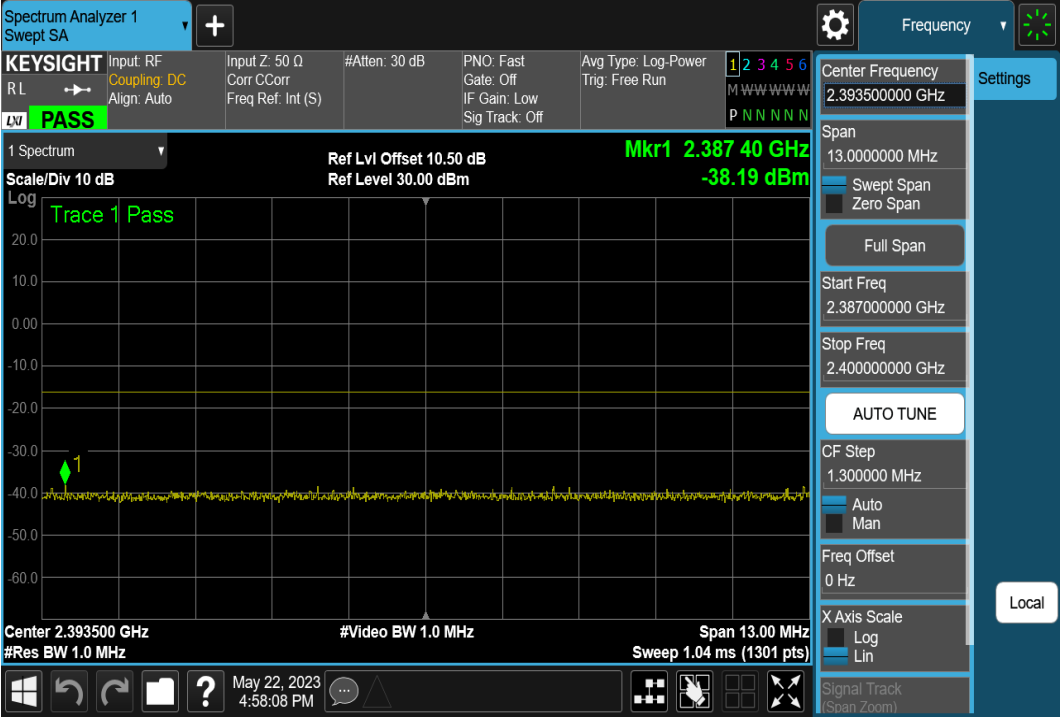 Spectrum Analyzer 1
Swept SA
Frequency
KEYSIGHT
R L
LXI PASS
Input: RF
Coupling: DC
Align: Auto
Input Z: 50 Ω
Corr CCorr
Freq Ref: Int (S)
#Atten: 30 dB
PNO: Fast
Gate: Off
IF Gain: Low
Sig Track: Off
Avg Type: Log-Power
Trig: Free Run
1 2 3 4 5 6
M W W W W W
P N N N N N
1 Spectrum
Scale/Div 10 dB
Log
Ref Lvl Offset 10.50 dB
Ref Level 30.00 dBm
Mkr1 2.387 40 GHz
-38.19 dBm
Trace 1 Pass
20.0
10.0
0.00
-10.0
-20.0
-30.0
1
-40.0
-50.0
-60.0
Center 2.393500 GHz
#Res BW 1.0 MHz
#Video BW 1.0 MHz
Span 13.00 MHz
Sweep 1.04 ms (1301 pts)
Center Frequency
2.393500000 GHz
Settings
Span
13.0000000 MHz
Swept Span
Zero Span
Full Span
Start Freq
2.387000000 GHz
Stop Freq
2.400000000 GHz
AUTO TUNE
CF Step
1.300000 MHz
Auto
Man
Freq Offset
0 Hz
Local
X Axis Scale
Log
Lin
Signal Track
(Span Zoom)
?
May 22, 2023
4:58:08 PM